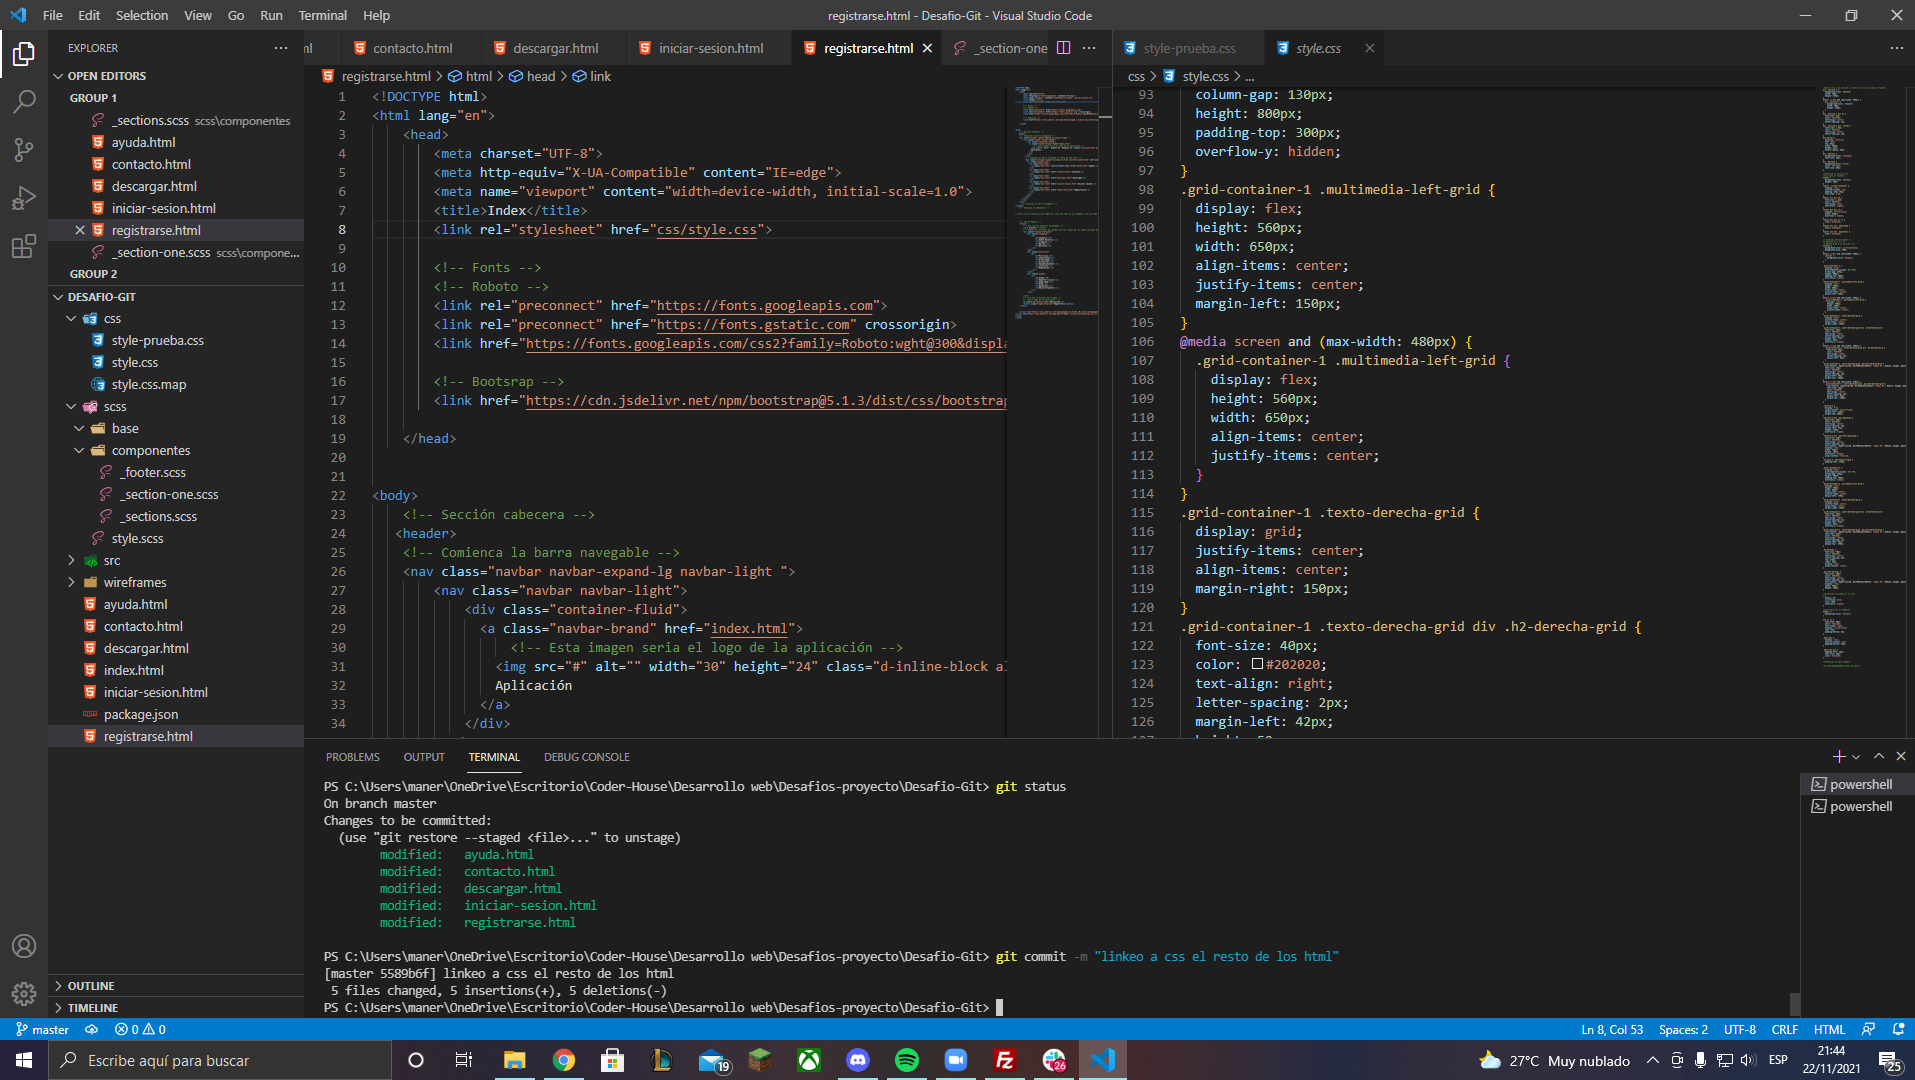 File Edit Selection View Go Run Terminal Help
registrarse.html - Desafio-Git - Visual Studio Code
EXPLORER
OPEN EDITORS
GROUP 1
_sections.scss scss\componentes
ayuda.html
contacto.html
descargar.html
iniciar-sesion.html
registrarse.html
_section-one.scss scss\compone...
GROUP 2
DESAFIO-GIT
css
style-prueba.css
style.css
style.css.map
scss
base
componentes
_footer.scss
_section-one.scss
_sections.scss
style.scss
src
wireframes
ayuda.html
contacto.html
descargar.html
index.html
iniciar-sesion.html
package.json
registrarse.html
OUTLINE
TIMELINE
ml contacto.html descargar.html iniciar-sesion.html registrarse.html _section-one
registrarse.html > html > head > link
1 <!DOCTYPE html>
2 <html lang="en">
3 <head>
4 <meta charset="UTF-8">
5 <meta http-equiv="X-UA-Compatible" content="IE=edge">
6 <meta name="viewport" content="width=device-width, initial-scale=1.0">
7 <title>Index</title>
8 <link rel="stylesheet" href="css/style.css">
9
10 <!-- Fonts -->
11 <!-- Roboto -->
12 <link rel="preconnect" href="https://fonts.googleapis.com">
13 <link rel="preconnect" href="https://fonts.gstatic.com" crossorigin>
14 <link href="https://fonts.googleapis.com/css2?family=Roboto:wght@300&displa
15
16 <!-- Bootsrap -->
17 <link href="https://cdn.jsdelivr.net/npm/bootstrap@5.1.3/dist/css/bootstrap
18
19 </head>
20
21
22 <body>
23 <!-- Sección cabecera -->
24 <header>
25 <!-- Comienca la barra navegable -->
26 <nav class="navbar navbar-expand-lg navbar-light ">
27 <nav class="navbar navbar-light">
28 <div class="container-fluid">
29 <a class="navbar-brand" href="index.html">
30 <!-- Esta imagen seria el logo de la aplicación -->
31 <img src="#" alt="" width="30" height="24" class="d-inline-block al
32 Aplicación
33 </a>
34 </div>
style-prueba.css style.css
css > style.css > ...
93 column-gap: 130px;
94 height: 800px;
95 padding-top: 300px;
96 overflow-y: hidden;
97 }
98 .grid-container-1 .multimedia-left-grid {
99 display: flex;
100 height: 560px;
101 width: 650px;
102 align-items: center;
103 justify-items: center;
104 margin-left: 150px;
105 }
106 @media screen and (max-width: 480px) {
107 .grid-container-1 .multimedia-left-grid {
108 display: flex;
109 height: 560px;
110 width: 650px;
111 align-items: center;
112 justify-items: center;
113 }
114 }
115 .grid-container-1 .texto-derecha-grid {
116 display: grid;
117 justify-items: center;
118 align-items: center;
119 margin-right: 150px;
120 }
121 .grid-container-1 .texto-derecha-grid div .h2-derecha-grid {
122 font-size: 40px;
123 color: #202020;
124 text-align: right;
125 letter-spacing: 2px;
126 margin-left: 42px;
PROBLEMS OUTPUT TERMINAL DEBUG CONSOLE
PS C:\Users\maner\OneDrive\Escritorio\Coder-House\Desarrollo web\Desafios-proyecto\Desafio-Git> git status
On branch master
Changes to be committed:
(use "git restore --staged <file>..." to unstage)
modified: ayuda.html
modified: contacto.html
modified: descargar.html
modified: iniciar-sesion.html
modified: registrarse.html
PS C:\Users\maner\OneDrive\Escritorio\Coder-House\Desarrollo web\Desafios-proyecto\Desafio-Git> git commit -m "linkeo a css el resto de los html"
[master 5589b6f] linkeo a css el resto de los html
5 files changed, 5 insertions(+), 5 deletions(-)
PS C:\Users\maner\OneDrive\Escritorio\Coder-House\Desarrollo web\Desafios-proyecto\Desafio-Git>
powershell
powershell
master 0 0 Ln 8, Col 53 Spaces: 2 UTF-8 CRLF HTML
Escribe aquí para buscar
19
26
27°C Muy nublado
ESP
21:44
22/11/2021
25